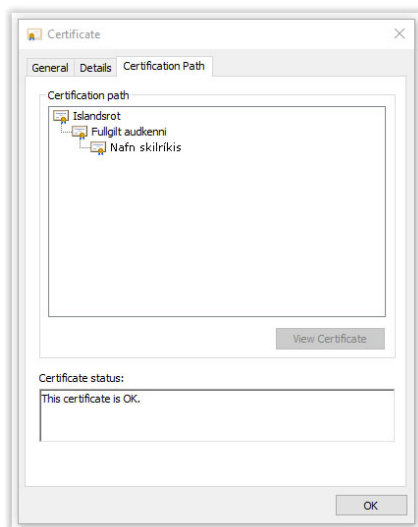 Certificate
General Details Certification Path
Certification path
Islandsrot
Fullgilt audkenni
Nafn skilríkis
View Certificate
Certificate status:
This certificate is OK.
OK